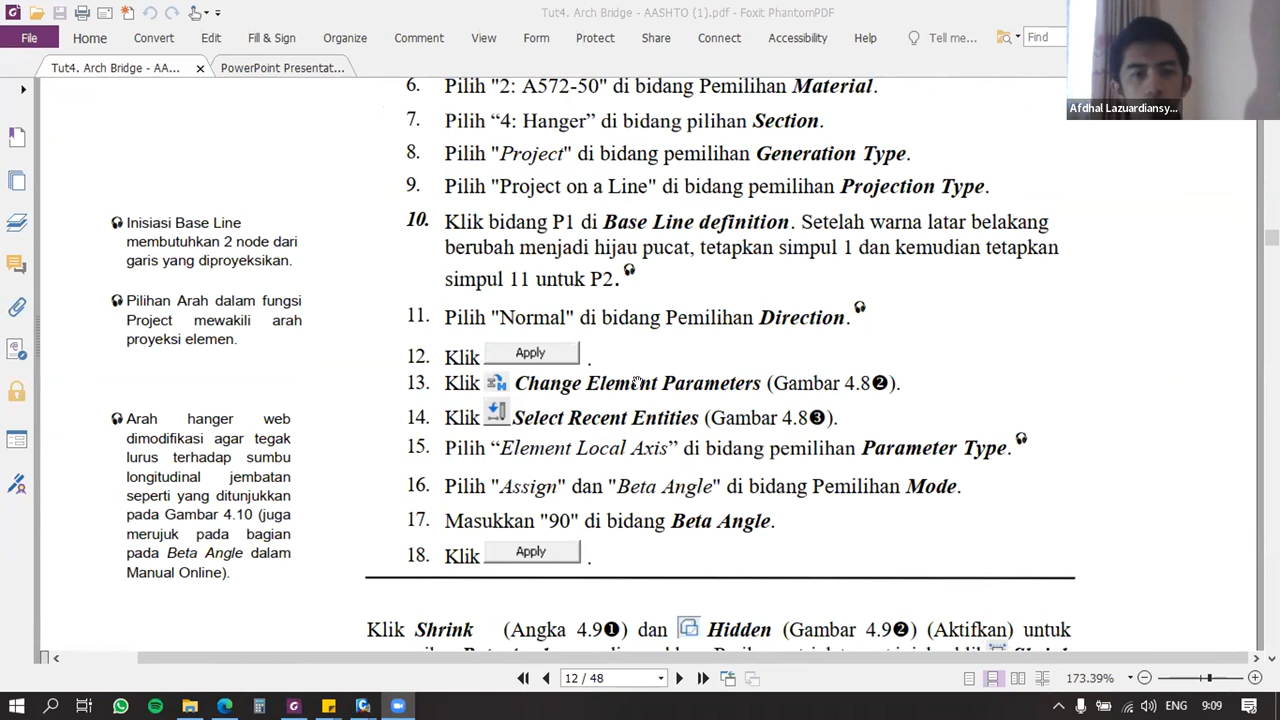 Tut4. Arch Bridge - AASHTO (1).pdf - Foxit PhantomPDF
File Home Convert Edit Fill & Sign Organize Comment View Form Protect Share Connect Accessibility Help Tell me... Find
Tut4. Arch Bridge - AA... PowerPoint Presentat...
Afdhal Lazuardiansy...
6. Pilih "2: A572-50" di bidang Pemilihan Material.
7. Pilih “4: Hanger” di bidang pilihan Section.
8. Pilih "Project" di bidang pemilihan Generation Type.
9. Pilih "Project on a Line" di bidang pemilihan Projection Type.
10. Klik bidang P1 di Base Line definition. Setelah warna latar belakang
berubah menjadi hijau pucat, tetapkan simpul 1 dan kemudian tetapkan
simpul 11 untuk P2.
11. Pilih "Normal" di bidang Pemilihan Direction.
12. Klik Apply .
13. Klik Change Element Parameters (Gambar 4.8❷).
14. Klik Select Recent Entities (Gambar 4.8❸).
15. Pilih “Element Local Axis” di bidang pemilihan Parameter Type.
16. Pilih "Assign" dan "Beta Angle" di bidang Pemilihan Mode.
17. Masukkan "90" di bidang Beta Angle.
18. Klik Apply .
Inisiasi Base Line
membutuhkan 2 node dari
garis yang diproyeksikan.
Pilihan Arah dalam fungsi
Project mewakili arah
proyeksi elemen.
Arah hanger web
dimodifikasi agar tegak
lurus terhadap sumbu
longitudinal jembatan
seperti yang ditunjukkan
pada Gambar 4.10 (juga
merujuk pada bagian
pada Beta Angle dalam
Manual Online).
Klik Shrink (Angka 4.9❶) dan Hidden (Gambar 4.9❷) (Aktifkan) untuk
12 / 48
173.39%
ENG 9:09